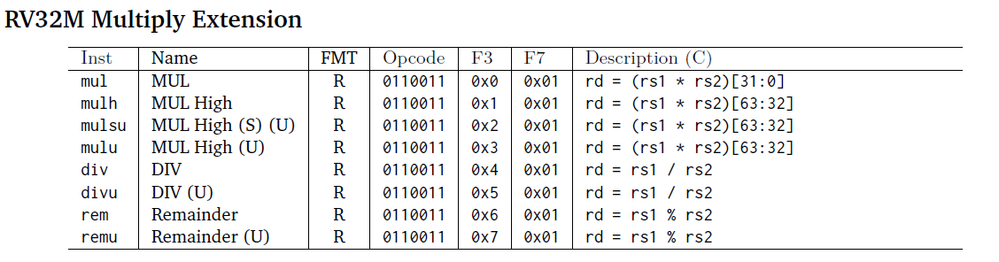 RV32M Multiply Extension
Inst Name FMT Opcode F3 F7 Description (C)
mul MUL R 0110011 0x0 0x01 rd = (rs1 * rs2)[31:0]
mulh MUL High R 0110011 0x1 0x01 rd = (rs1 * rs2)[63:32]
mulsu MUL High (S) (U) R 0110011 0x2 0x01 rd = (rs1 * rs2)[63:32]
mulu MUL High (U) R 0110011 0x3 0x01 rd = (rs1 * rs2)[63:32]
div DIV R 0110011 0x4 0x01 rd = rs1 / rs2
divu DIV (U) R 0110011 0x5 0x01 rd = rs1 / rs2
rem Remainder R 0110011 0x6 0x01 rd = rs1 % rs2
remu Remainder (U) R 0110011 0x7 0x01 rd = rs1 % rs2